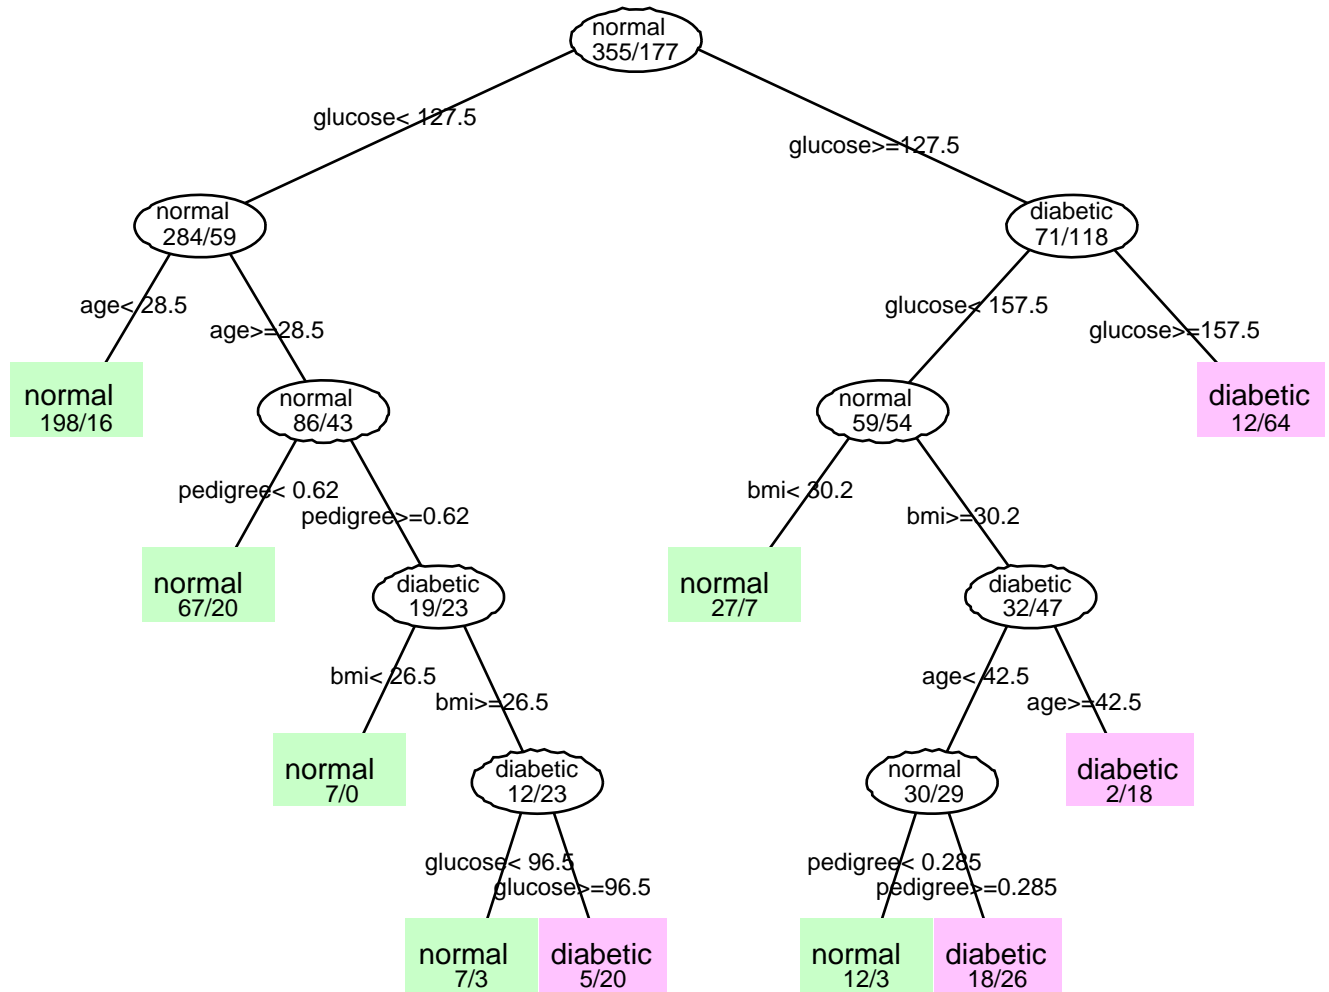 normal
355/177
glucose< 127.5
glucose>=127.5
normal
284/59
diabetic
71/118
age< 28.5
age>=28.5
glucose< 157.5
glucose>=157.5
normal
198/16
normal
86/43
normal
59/54
diabetic
12/64
pedigree< 0.62
pedigree>=0.62
bmi< 30.2
bmi>=30.2
normal
67/20
diabetic
19/23
normal
27/7
diabetic
32/47
bmi< 26.5
bmi>=26.5
age< 42.5
age>=42.5
normal
7/0
diabetic
12/23
normal
30/29
diabetic
2/18
glucose< 96.5
glucose>=96.5
pedigree< 0.285
pedigree>=0.285
normal
7/3
diabetic
5/20
normal
12/3
diabetic
18/26